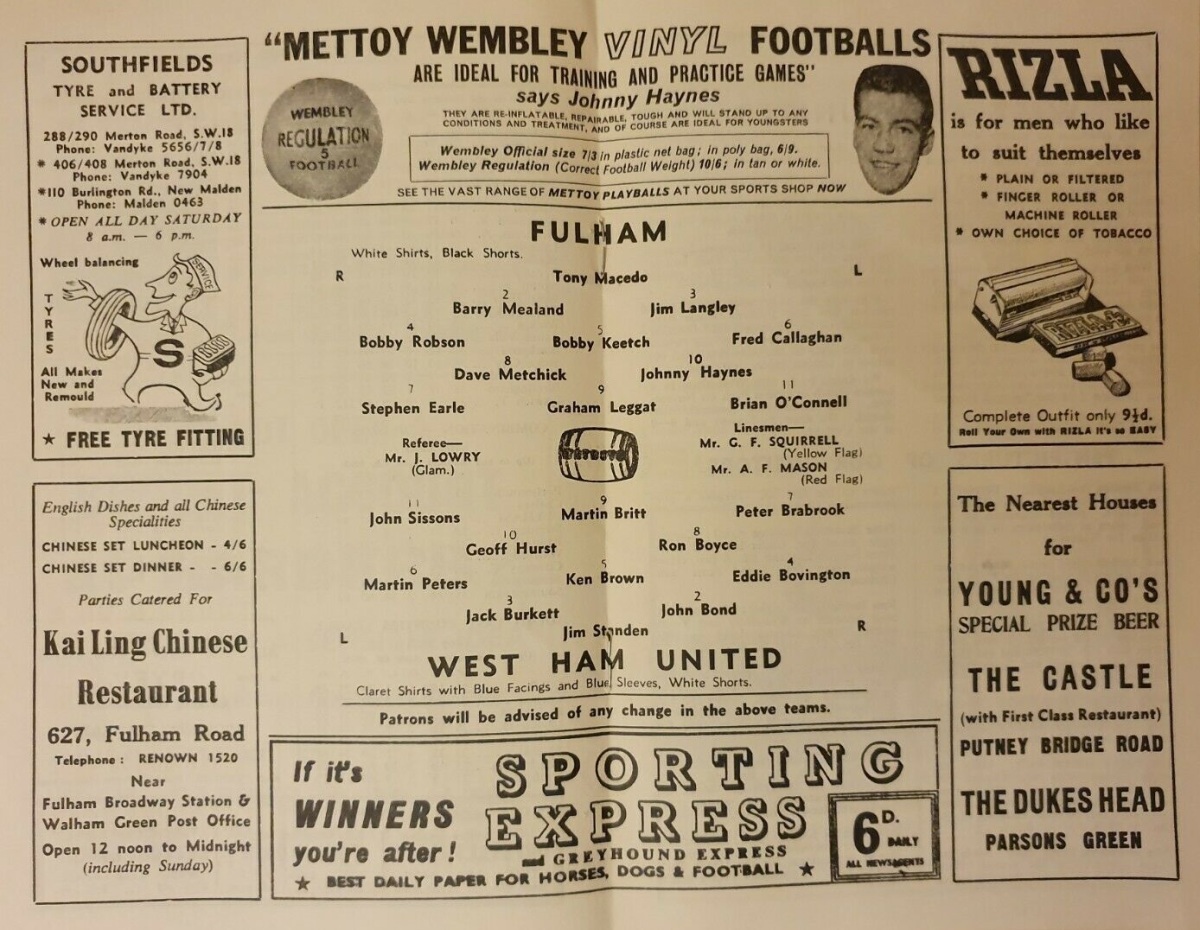 SOUTHFIELDS
TYRE and BATTERY
SERVICE LTD.
288/290 Merton Road, S.W.18
Phone: Vandyke 5656/7/8
* 406/408 Merton Road, S.W.18
Phone: Vandyke 7904
*110 Burlington Rd., New Malden
Phone: Malden 0463
* OPEN ALL DAY SATURDAY
8 a.m. — 6 p.m.
Wheel balancing
SERVICE
TYRES
S
All Makes
New and
Remould
★ FREE TYRE FITTING
English Dishes and all Chinese
Specialities
CHINESE SET LUNCHEON - 4/6
CHINESE SET DINNER - - 6/6
Parties Catered For
Kai Ling Chinese
Restaurant
627, Fulham Road
Telephone : RENOWN 1520
Near
Fulham Broadway Station &
Walham Green Post Office
Open 12 noon to Midnight
(including Sunday)
"METTOY WEMBLEY VINYL FOOTBALLS
ARE IDEAL FOR TRAINING AND PRACTICE GAMES"
says Johnny Haynes
THEY ARE RE-INFLATABLE, REPAIRABLE, TOUGH AND WILL STAND UP TO ANY
CONDITIONS AND TREATMENT, AND OF COURSE ARE IDEAL FOR YOUNGSTERS
WEMBLEY
REGULATION
5
FOOTBALL
Wembley Official size 7/3 in plastic net bag; in poly bag, 6/9.
Wembley Regulation (Correct Football Weight) 10/6; in tan or white.
SEE THE VAST RANGE OF METTOY PLAYBALLS AT YOUR SPORTS SHOP NOW
FULHAM
White Shirts, Black Shorts.
R Tony Macedo L
2 3
Barry Mealand Jim Langley
4 5 6
Bobby Robson Bobby Keetch Fred Callaghan
8 10
Dave Metchick Johnny Haynes
7 9 11
Stephen Earle Graham Leggat Brian O'Connell
Referee—
Mr. J. LOWRY
(Glam.)
Linesmen—
Mr. G. F. SQUIRRELL
(Yellow Flag)
Mr. A. F. MASON
(Red Flag)
11 9 7
John Sissons Martin Britt Peter Brabrook
10 8
Geoff Hurst Ron Boyce
6 5 4
Martin Peters Ken Brown Eddie Bovington
3 2
Jack Burkett John Bond
L Jim Standen R
WEST HAM UNITED
Claret Shirts with Blue Facings and Blue Sleeves, White Shorts.
Patrons will be advised of any change in the above teams.
If it's
WINNERS
you're after !
SPORTING
EXPRESS
and GREYHOUND EXPRESS
★ BEST DAILY PAPER FOR HORSES, DOGS & FOOTBALL ★
6D.
DAILY
ALL NEWSAGENTS
RIZLA
is for men who like
to suit themselves
* PLAIN OR FILTERED
* FINGER ROLLER OR
MACHINE ROLLER
* OWN CHOICE OF TOBACCO
RIZLA
Complete Outfit only 9½d.
Roll Your Own with RIZLA it's so EASY
The Nearest Houses
for
YOUNG & CO'S
SPECIAL PRIZE BEER
THE CASTLE
(with First Class Restaurant)
PUTNEY BRIDGE ROAD
THE DUKES HEAD
PARSONS GREEN